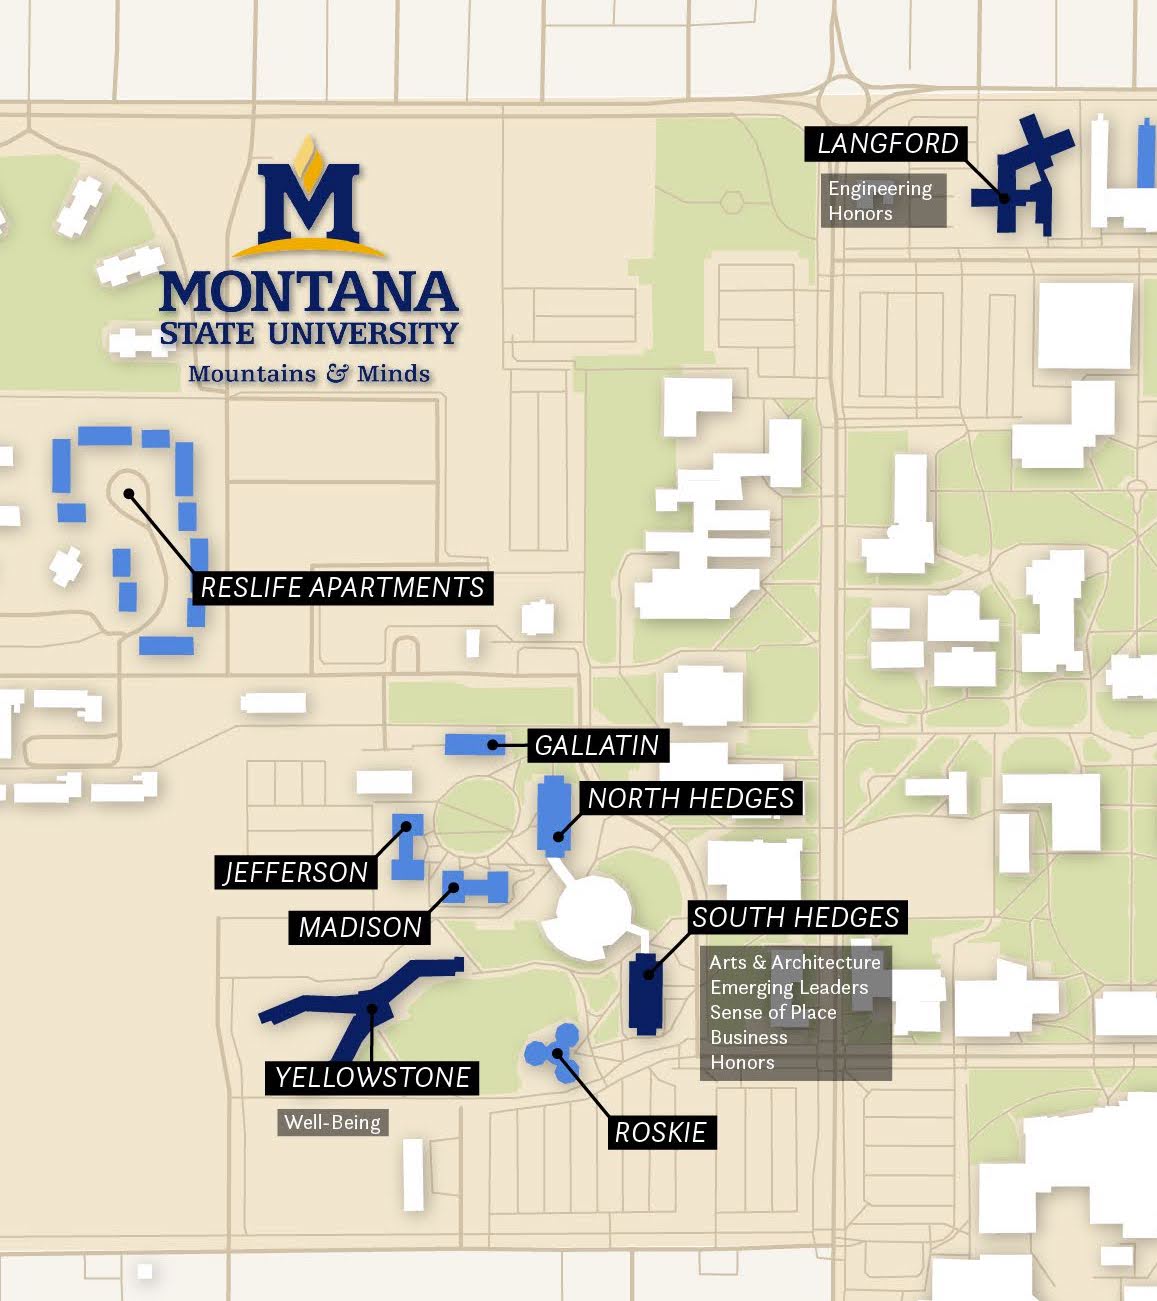 LANGFORD
Engineering
Honors
M
MONTANA
STATE UNIVERSITY
Mountains & Minds
RESLIFE APARTMENTS
GALLATIN
NORTH HEDGES
JEFFERSON
MADISON
SOUTH HEDGES
Arts & Architecture
Emerging Leaders
Sense of Place
Business
Honors
YELLOWSTONE
Well-Being
ROSKIE